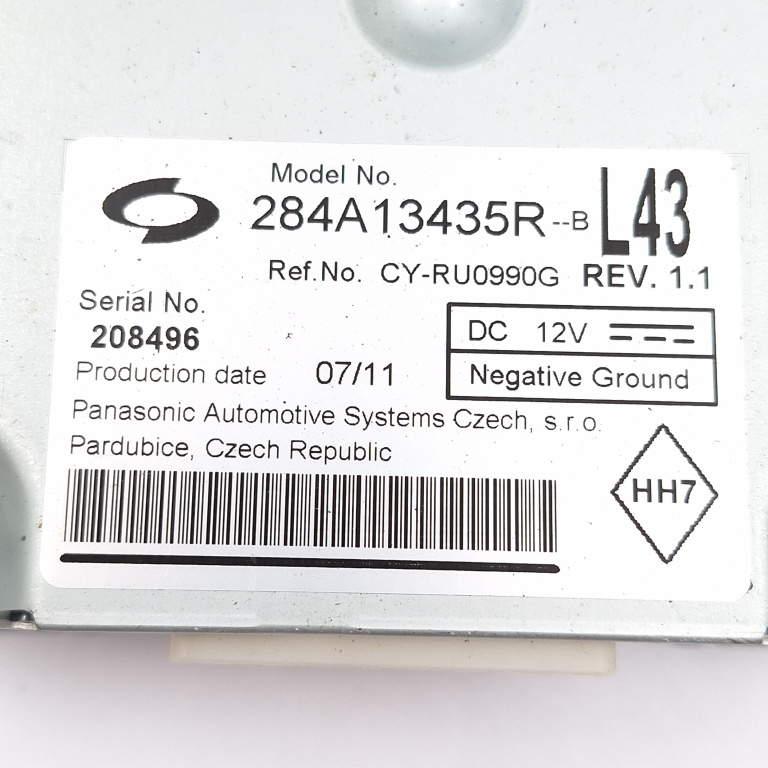 Model No.
284A13435R--B L43
Ref.No. CY-RU0990G REV. 1.1
Serial No.
208496
DC 12V
Production date 07/11
Negative Ground
Panasonic Automotive Systems Czech, s.r.o.
Pardubice, Czech Republic
HH7